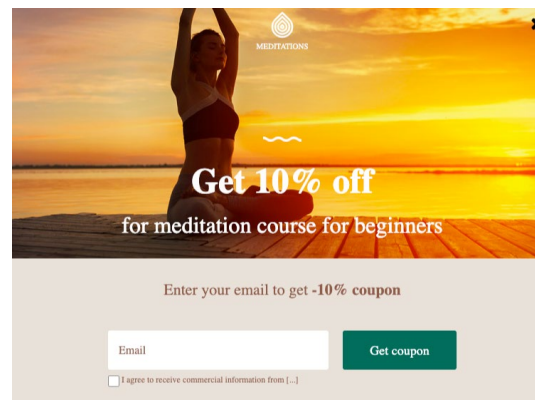 MEDITATIONS
Get 10% off
for meditation course for beginners
Enter your email to get -10% coupon
Email
Get coupon
I agree to receive commercial information from [...]